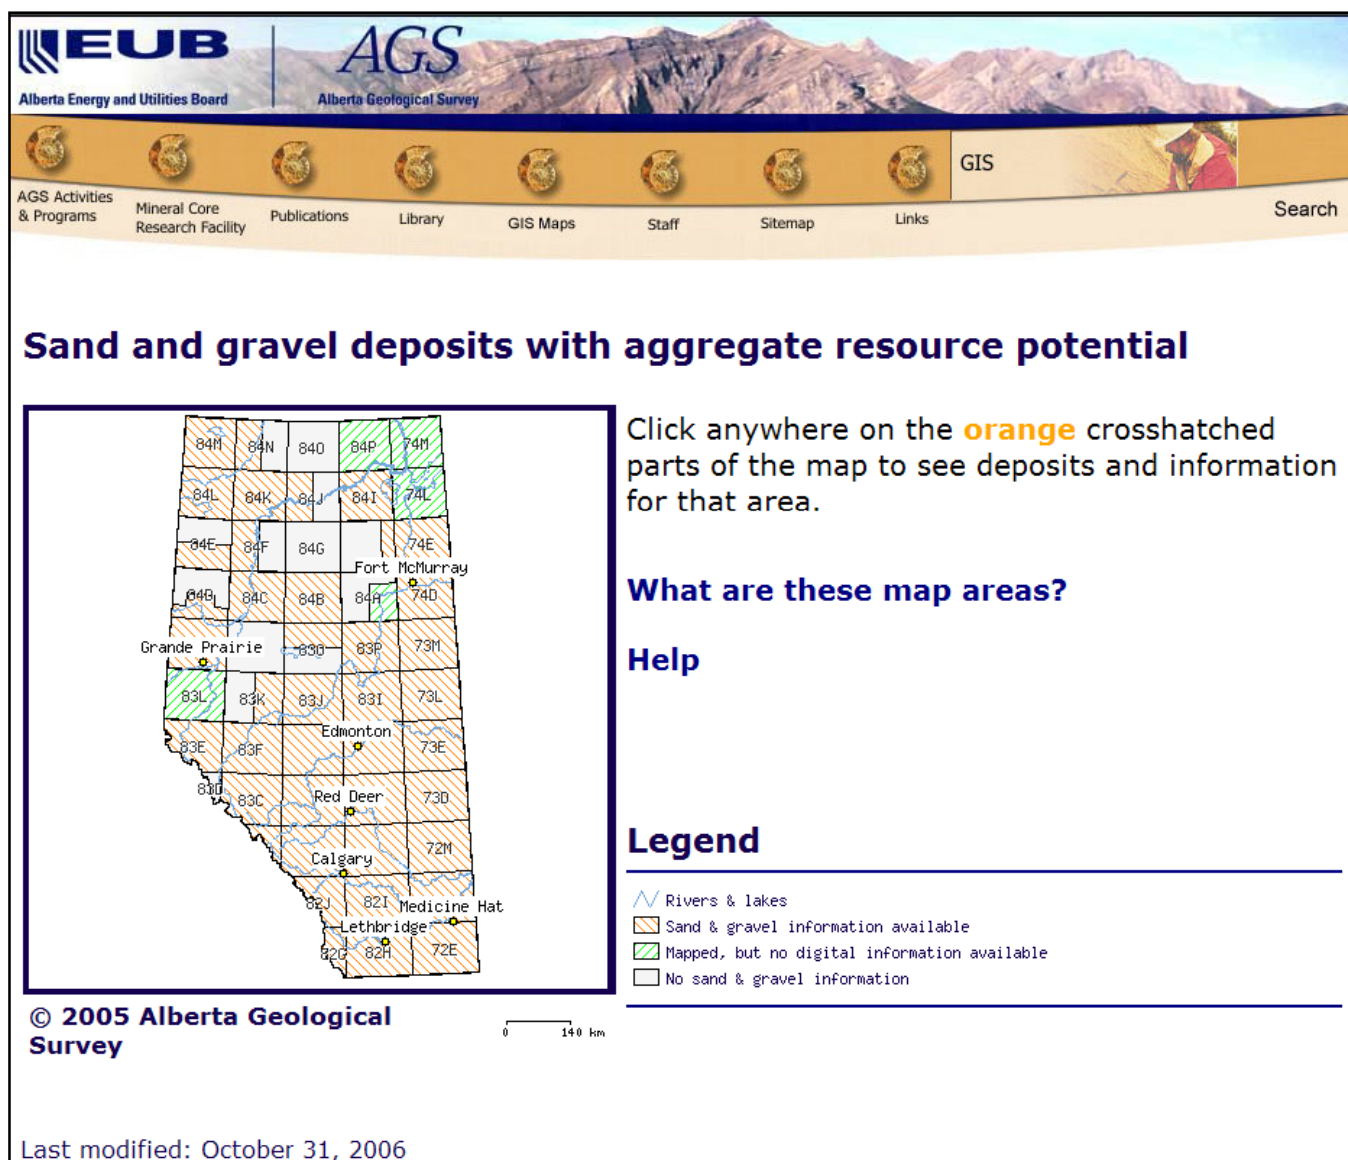 EUB
AGS
Alberta Energy and Utilities Board
Alberta Geological Survey
GIS
AGS Activities
& Programs
Mineral Core
Research Facility
Publications
Library
GIS Maps
Staff
Sitemap
Links
Search
Sand and gravel deposits with aggregate resource potential
84M
84N
84O
84P
74M
84L
84K
84J
84I
74L
84E
84F
84G
74E
Fort McMurray
84D
84C
84B
84A
74D
Grande Prairie
83O
83P
73M
83L
83K
83J
83I
73L
Edmonton
83E
83F
73E
83D
83C
Red Deer
73D
72M
Calgary
82J
82I
Medicine Hat
Lethbridge
82G
82H
72E
Click anywhere on the orange crosshatched
parts of the map to see deposits and information
for that area.
What are these map areas?
Help
Legend
Rivers & lakes
Sand & gravel information available
Mapped, but no digital information available
No sand & gravel information
© 2005 Alberta Geological
Survey
0 140 km
Last modified: October 31, 2006